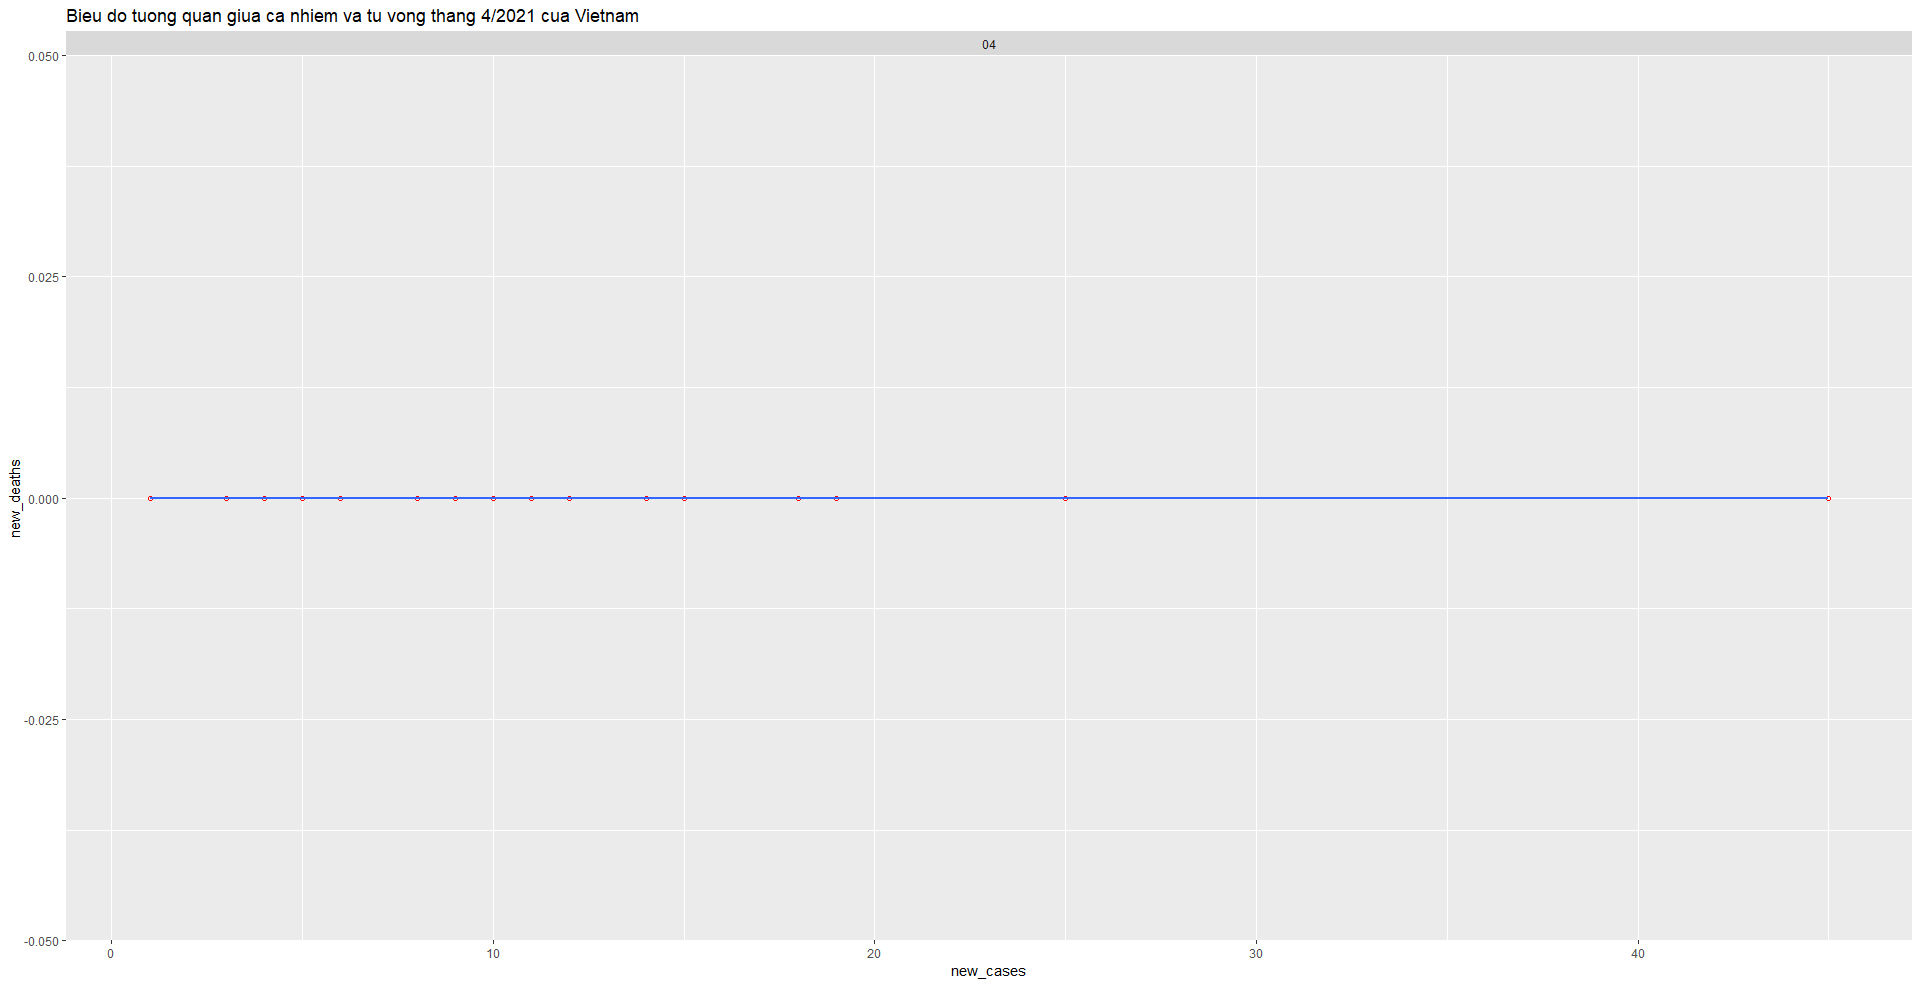 Bieu do tuong quan giua ca nhiem va tu vong thang 4/2021 cua Vietnam
04
0.050
0.025
0.000
-0.025
-0.050
new_deaths
0 10 20 30 40
new_cases